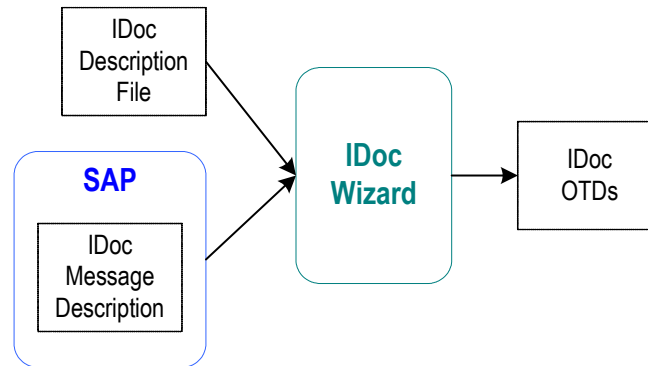 IDoc
Description
File
SAP
IDoc
Message
Description
IDoc
Wizard
IDoc
OTDs